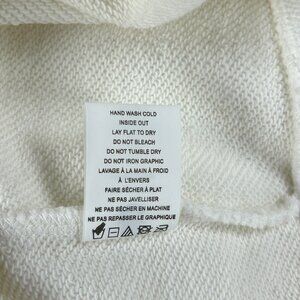 HAND WASH COLD
INSIDE OUT
LAY FLAT TO DRY
DO NOT BLEACH
DO NOT TUMBLE DRY
DO NOT IRON GRAPHIC
LAVAGE À LA MAIN À FROID
À L'ENVERS
FAIRE SÉCHER À PLAT
NE PAS JAVELLISER
NE PAS SÉCHER EN MACHINE
NE PAS REPASSER LE GRAPHIQUE